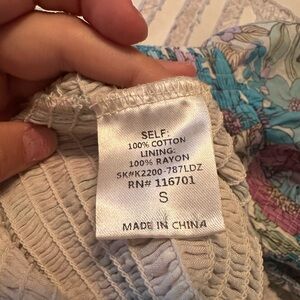 SELF:
100% COTTON
LINING:
100% RAYON
SK#K2200-787LDZ
RN# 116701
S
MADE IN CHINA